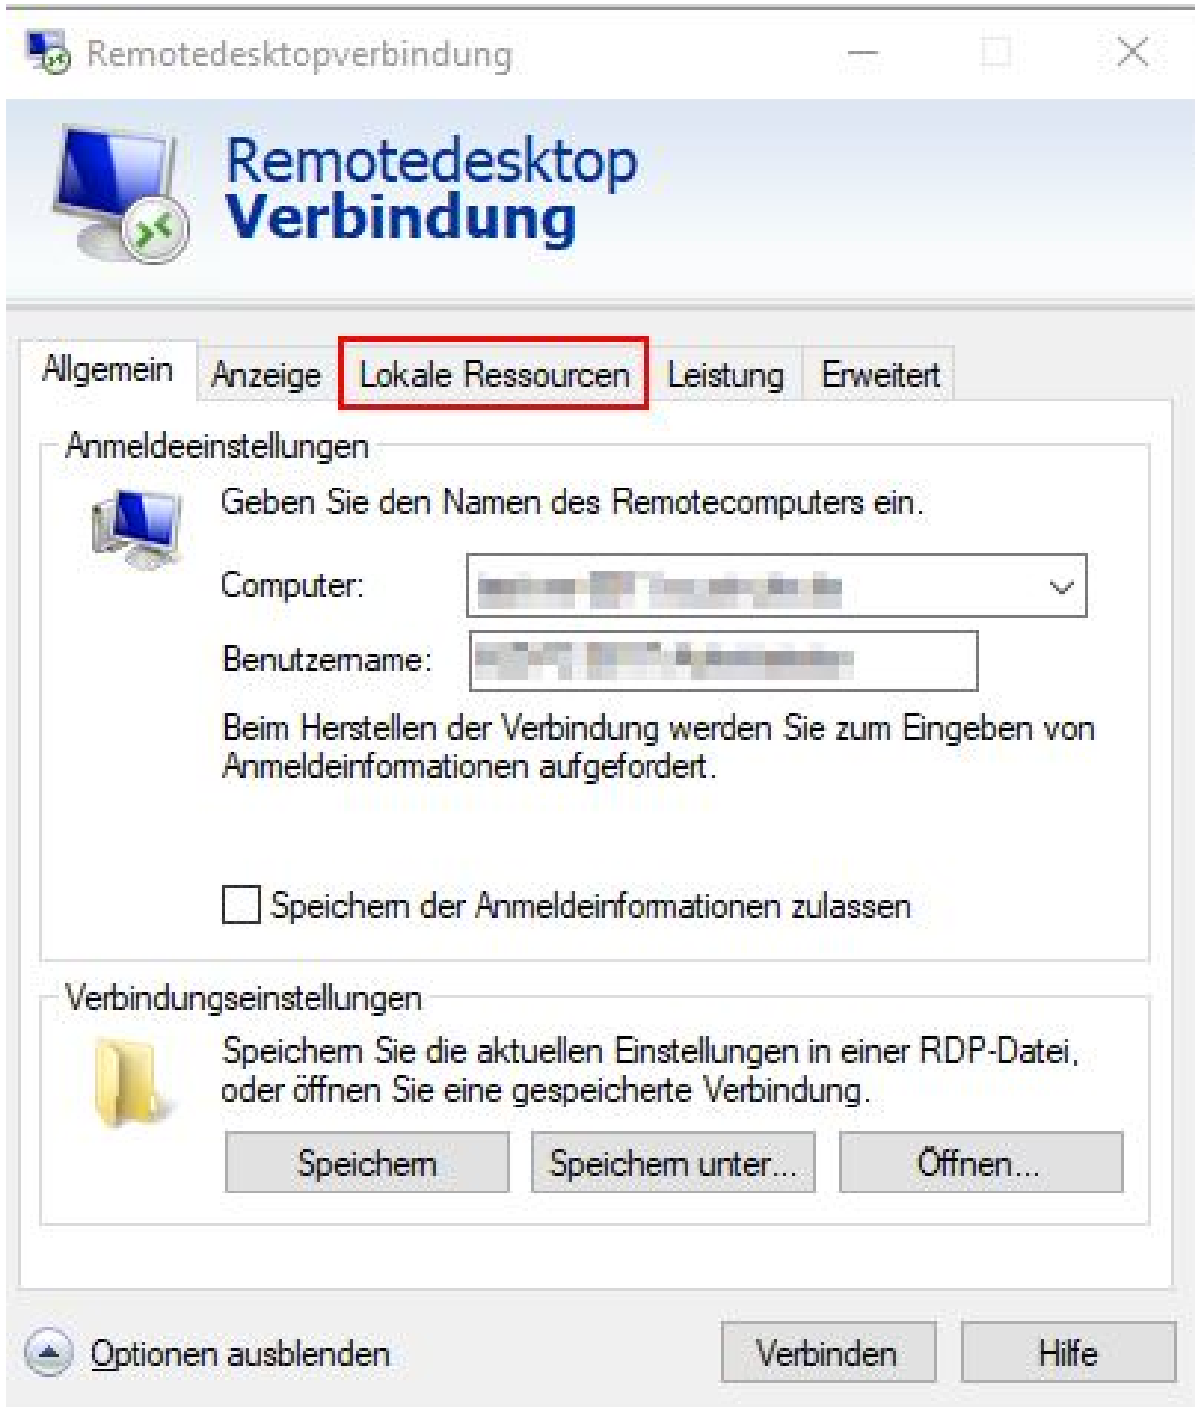 Remotedesktopverbindung
Remotedesktop
Verbindung
Allgemein
Anzeige
Lokale Ressourcen
Leistung
Erweitert
Anmeldeeinstellungen
Geben Sie den Namen des Remotecomputers ein.
Computer:
Benutzername:
Beim Herstellen der Verbindung werden Sie zum Eingeben von
Anmeldeinformationen aufgefordert.
Speichern der Anmeldeinformationen zulassen
Verbindungseinstellungen
Speichern Sie die aktuellen Einstellungen in einer RDP-Datei,
oder öffnen Sie eine gespeicherte Verbindung.
Speichern
Speichern unter...
Öffnen...
Optionen ausblenden
Verbinden
Hilfe